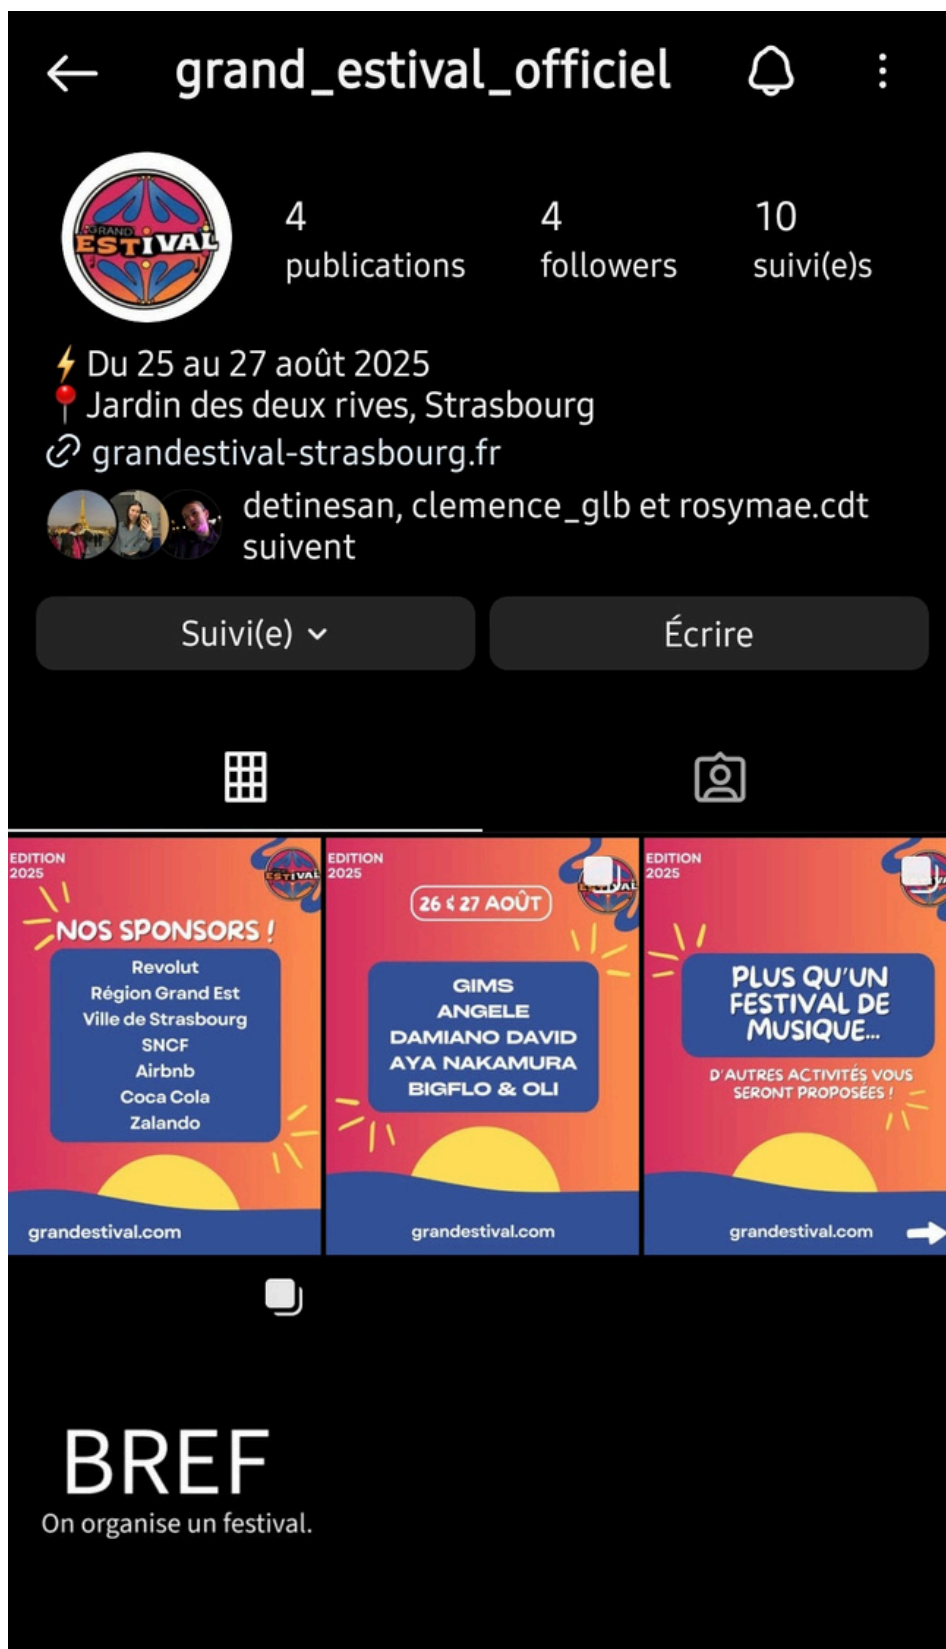 grand_estival_officiel
GRAND
ESTIVAL
4
publications
4
followers
10
suivi(e)s
⚡Du 25 au 27 août 2025
📍Jardin des deux rives, Strasbourg
grandestival-strasbourg.fr
detinesan, clemence_glb et rosymae.cdt
suivent
Suivi(e)
Écrire
EDITION
2025
ESTIVAL
NOS SPONSORS !
Revolut
Région Grand Est
Ville de Strasbourg
SNCF
Airbnb
Coca Cola
Zalando
grandestival.com
EDITION
2025
26 & 27 AOÛT
GIMS
ANGELE
DAMIANO DAVID
AYA NAKAMURA
BIGFLO & OLI
grandestival.com
EDITION
2025
PLUS QU'UN
FESTIVAL DE
MUSIQUE...
D'AUTRES ACTIVITÉS VOUS
SERONT PROPOSÉES !
grandestival.com
BREF
On organise un festival.